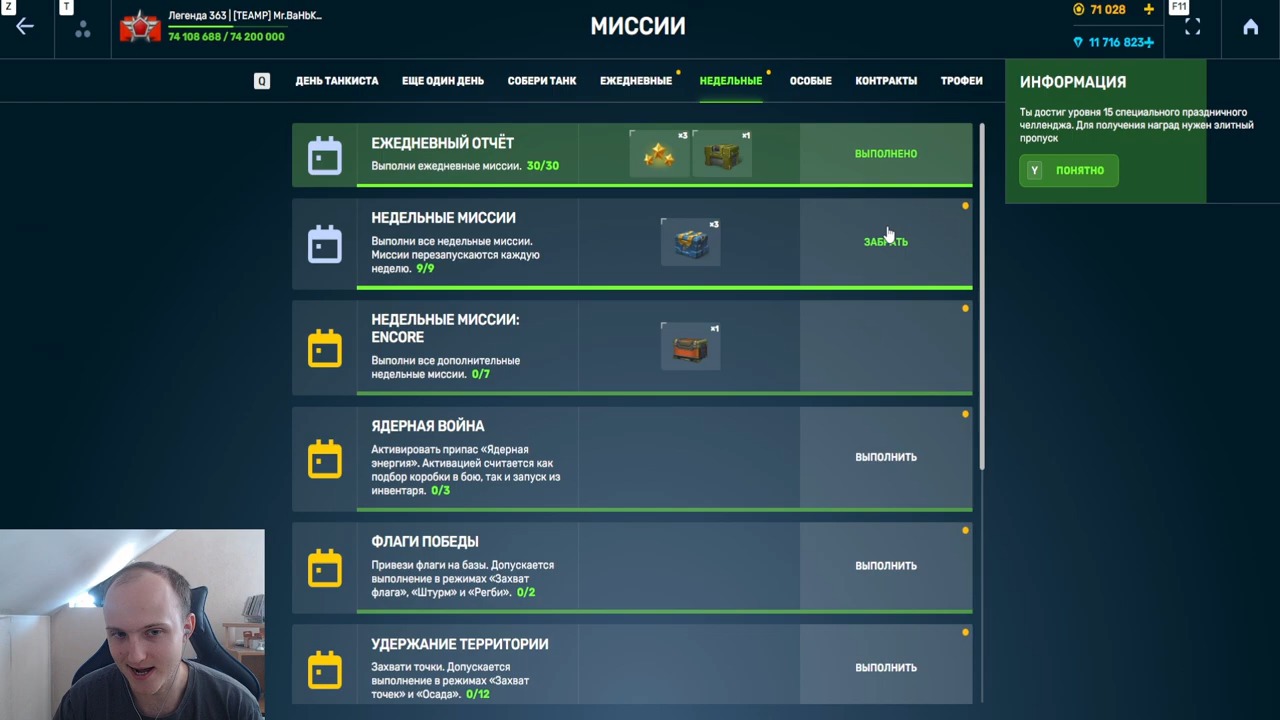 Z
T
Легенда 363 | [TEAMP] Mr.BaHbK...
74 108 688 / 74 200 000
МИССИИ
71 028
11 716 823
F11
Q
ДЕНЬ ТАНКИСТА
ЕЩЕ ОДИН ДЕНЬ
СОБЕРИ ТАНК
ЕЖЕДНЕВНЫЕ
НЕДЕЛЬНЫЕ
ОСОБЫЕ
КОНТРАКТЫ
ТРОФЕИ
ИНФОРМАЦИЯ
Ты достиг уровня 15 специального праздничного
челленджа. Для получения наград нужен элитный
пропуск
Y ПОНЯТНО
ЕЖЕДНЕВНЫЙ ОТЧЁТ
Выполни ежедневные миссии. 30/30
×3
×1
ВЫПОЛНЕНО
НЕДЕЛЬНЫЕ МИССИИ
Выполни все недельные миссии.
Миссии перезапускаются каждую
неделю. 9/9
×3
ЗАБРАТЬ
НЕДЕЛЬНЫЕ МИССИИ:
ENCORE
Выполни все дополнительные
недельные миссии. 0/7
×1
ЯДЕРНАЯ ВОЙНА
Активировать припас «Ядерная
энергия». Активацией считается как
подбор коробки в бою, так и запуск из
инвентаря. 0/3
ВЫПОЛНИТЬ
ФЛАГИ ПОБЕДЫ
Привези флаги на базы. Допускается
выполнение в режимах «Захват
флага», «Штурм» и «Регби». 0/2
ВЫПОЛНИТЬ
УДЕРЖАНИЕ ТЕРРИТОРИИ
Захвати точки. Допускается
выполнение в режимах «Захват
точек» и «Осада». 0/12
ВЫПОЛНИТЬ